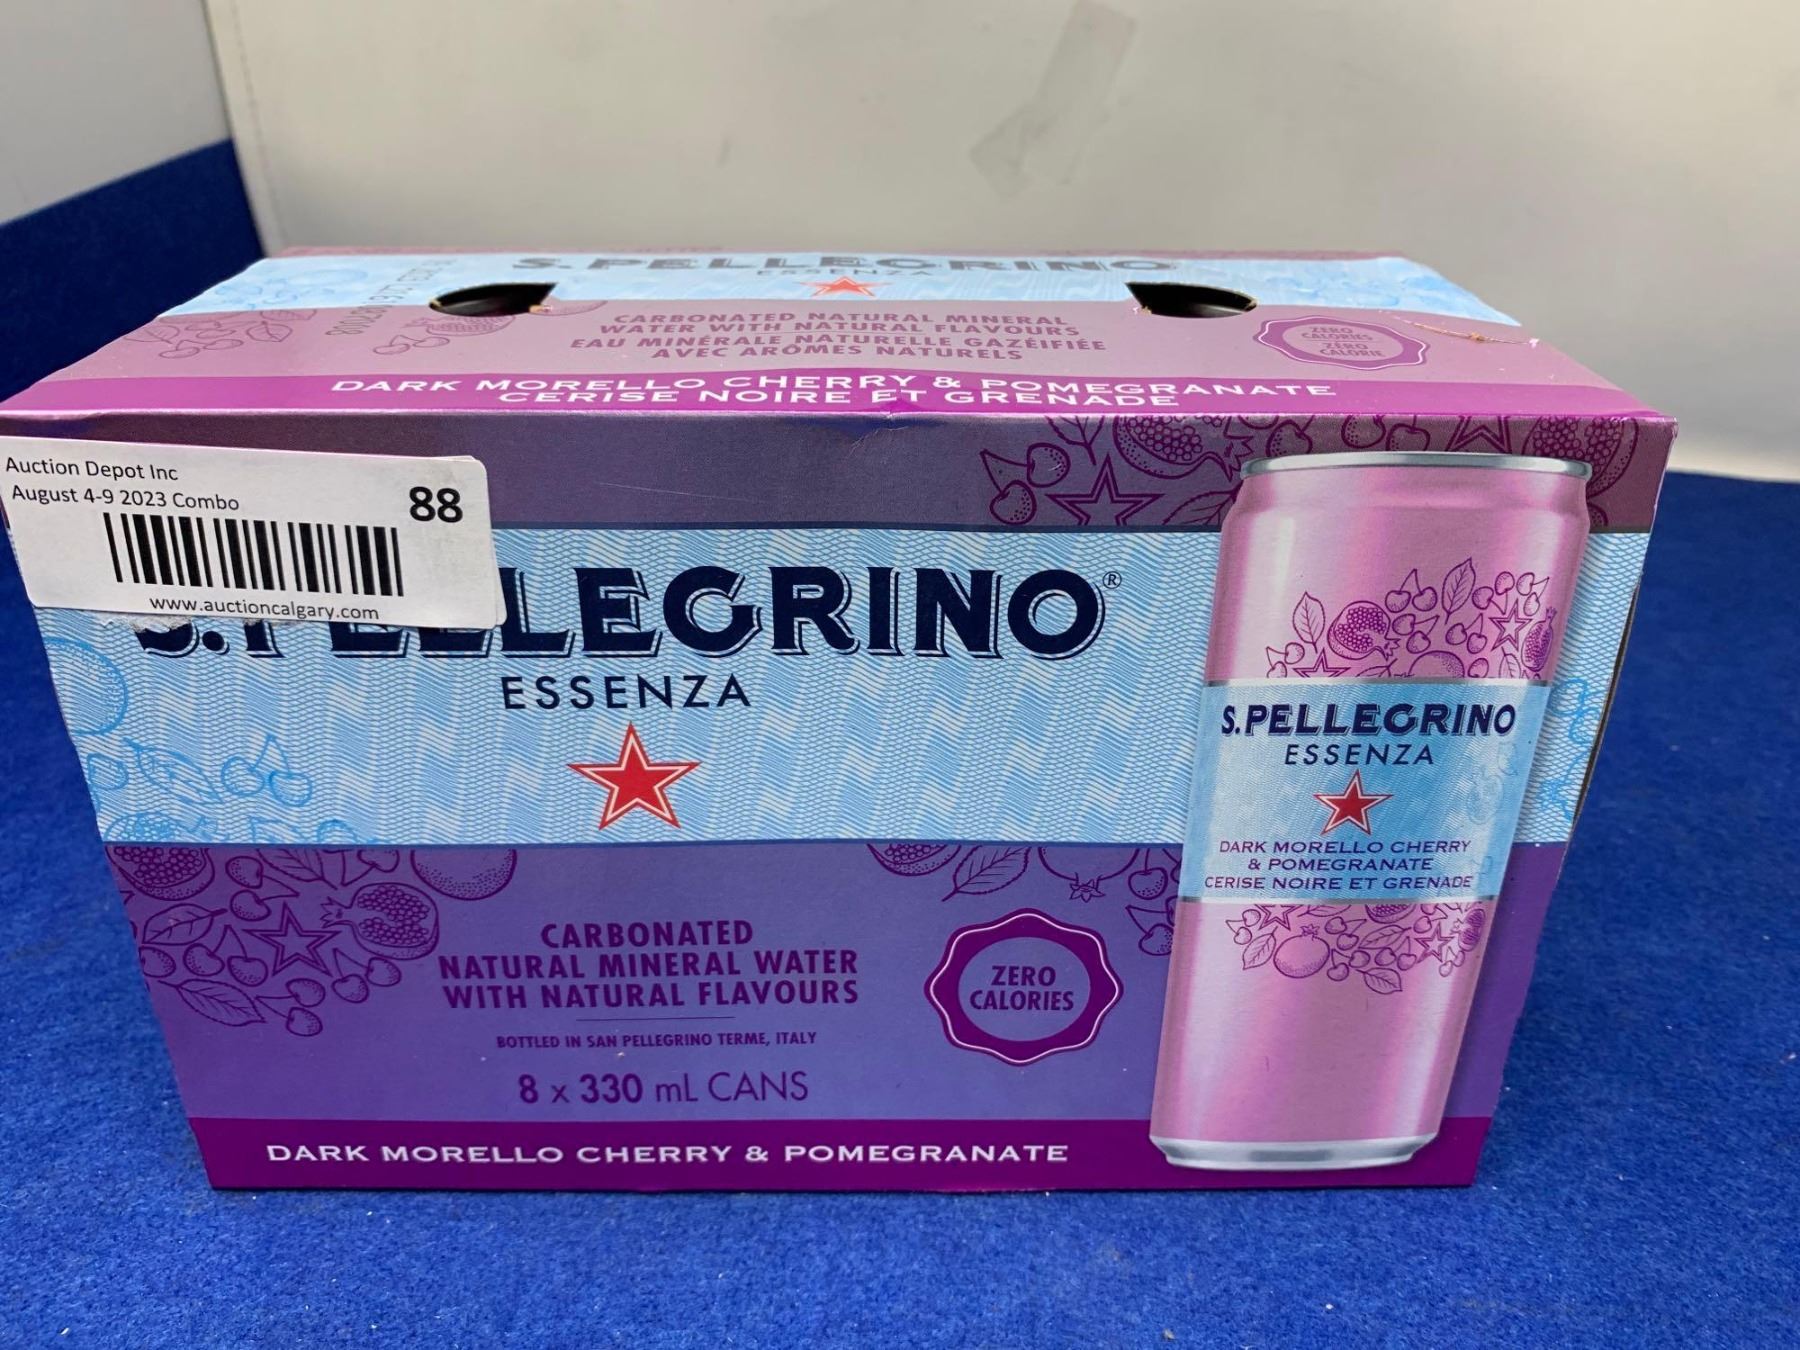 S. PELLEGRINO
ESSENZA
CARBONATED NATURAL MINERAL
WATER WITH NATURAL FLAVOURS
EAU MINÉRALE NATURELLE GAZÉIFIÉE
AVEC ARÔMES NATURELS
ZERO
CALORIES
ZÉRO
CALORIE
DARK MORELLO CHERRY & POMEGRANATE
CERISE NOIRE ET GRENADE
Auction Depot Inc
August 4-9 2023 Combo
88
www.auctioncalgary.com
S.PELLEGRINO®
ESSENZA
CARBONATED
NATURAL MINERAL WATER
WITH NATURAL FLAVOURS
BOTTLED IN SAN PELLEGRINO TERME, ITALY
8 x 330 mL CANS
ZERO
CALORIES
DARK MORELLO CHERRY & POMEGRANATE
S.PELLEGRINO
ESSENZA
DARK MORELLO CHERRY
& POMEGRANATE
CERISE NOIRE ET GRENADE